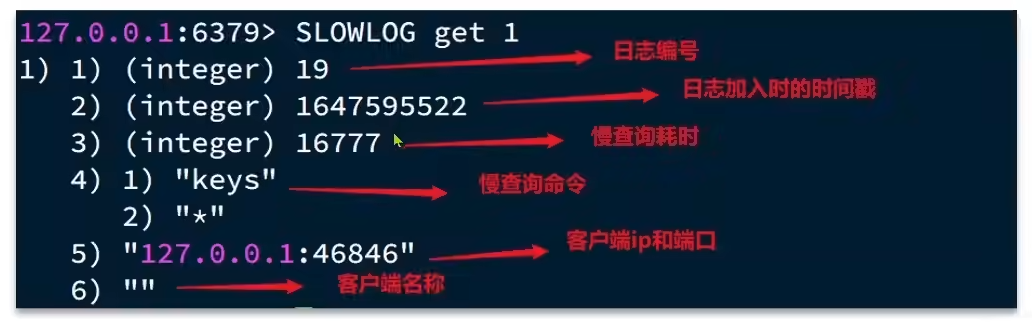 127.0.0.1:6379> SLOWLOG get 1
1) 1) (integer) 19 日志编号
2) (integer) 1647595522 日志加入时的时间戳
3) (integer) 16777 慢查询耗时
4) 1) "keys" 慢查询命令
2) "*"
5) "127.0.0.1:46846" 客户端ip和端口
6) "" 客户端名称